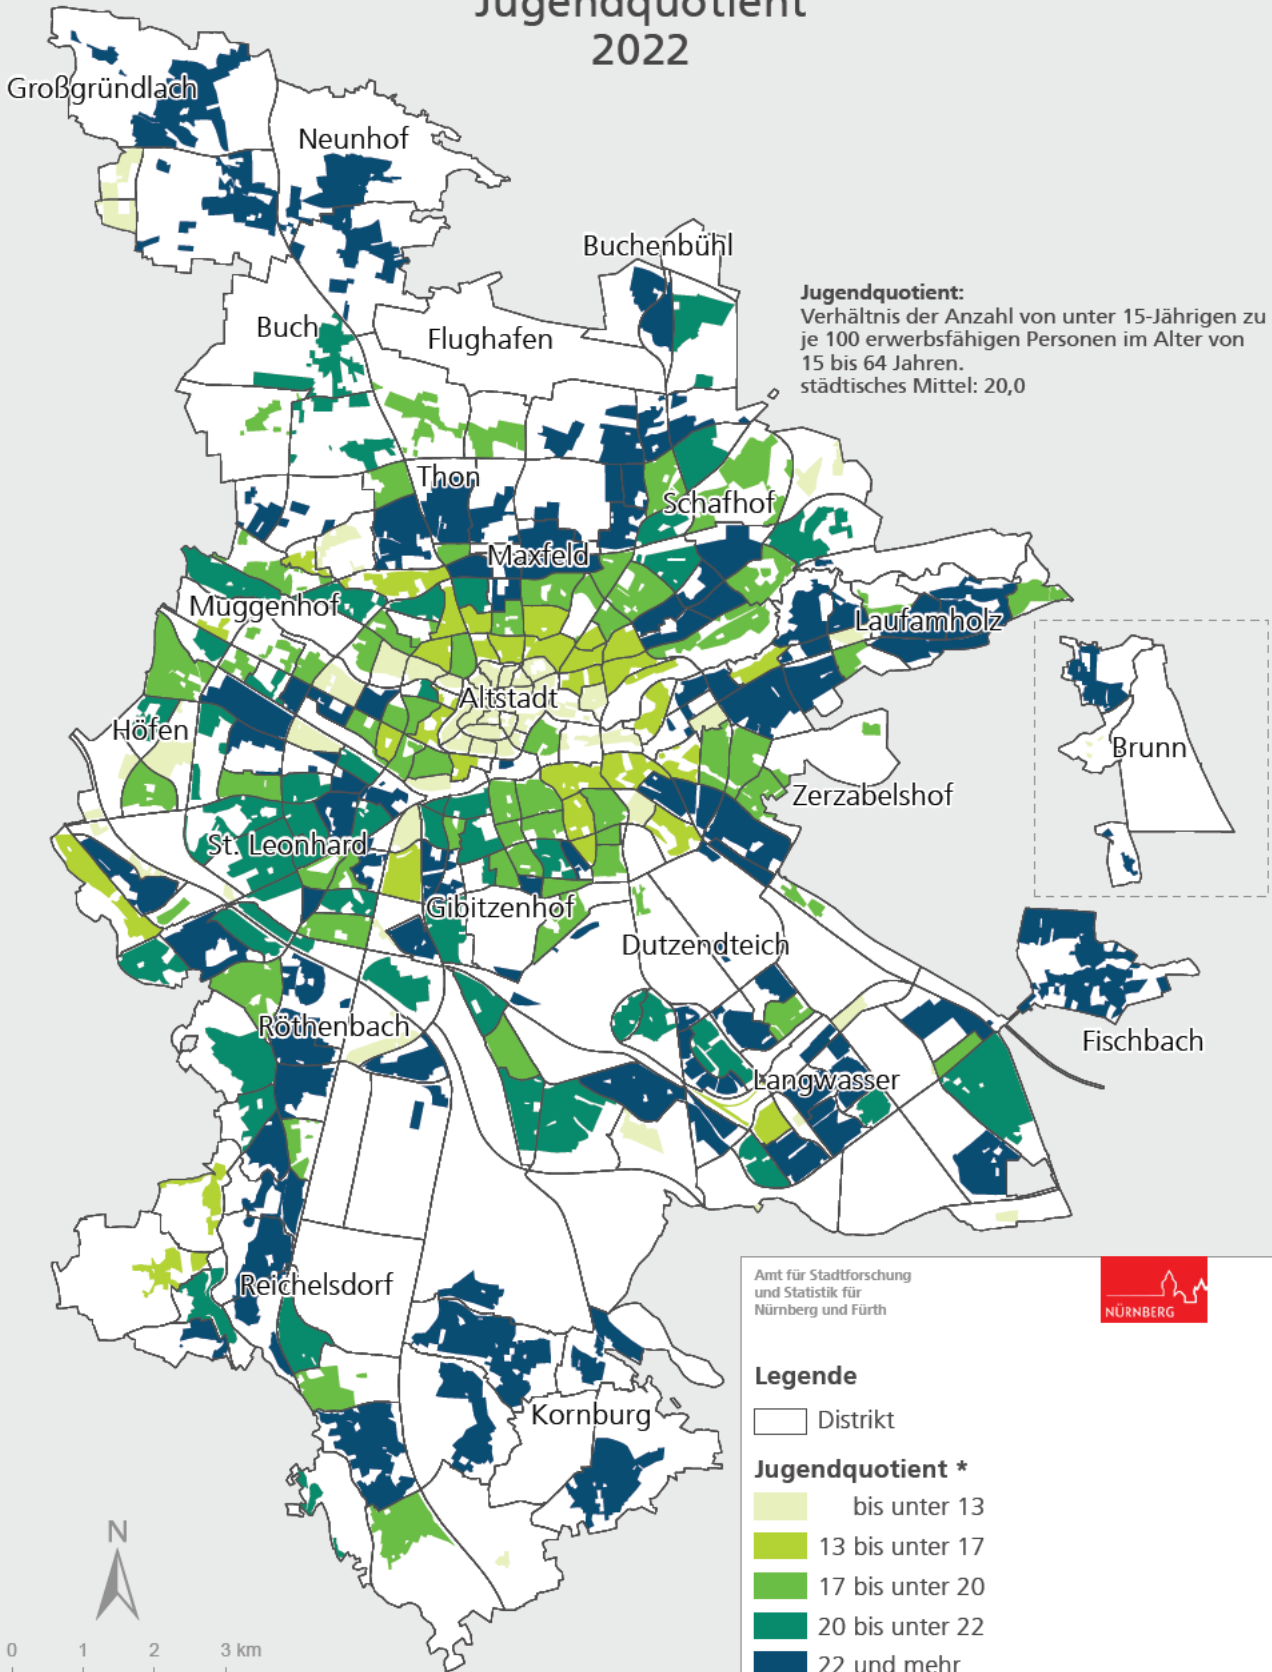 Jugendquotient
2022
Großgründlach
Neunhof
Buchenbühl
Jugendquotient:
Verhältnis der Anzahl von unter 15-Jährigen zu
je 100 erwerbsfähigen Personen im Alter von
15 bis 64 Jahren.
städtisches Mittel: 20,0
Buch
Flughafen
Thon
Schafhof
Maxfeld
Muggenhof
Laufamholz
Altstadt
Höfen
Brunn
Zerzabelshof
St. Leonhard
Gibitzenhof
Dutzendteich
Röthenbach
Fischbach
Langwasser
Reichelsdorf
Kornburg
N
0 1 2 3 km
Amt für Stadtforschung
und Statistik für
Nürnberg und Fürth
NÜRNBERG
Legende
Distrikt
Jugendquotient *
bis unter 13
13 bis unter 17
17 bis unter 20
20 bis unter 22
22 und mehr